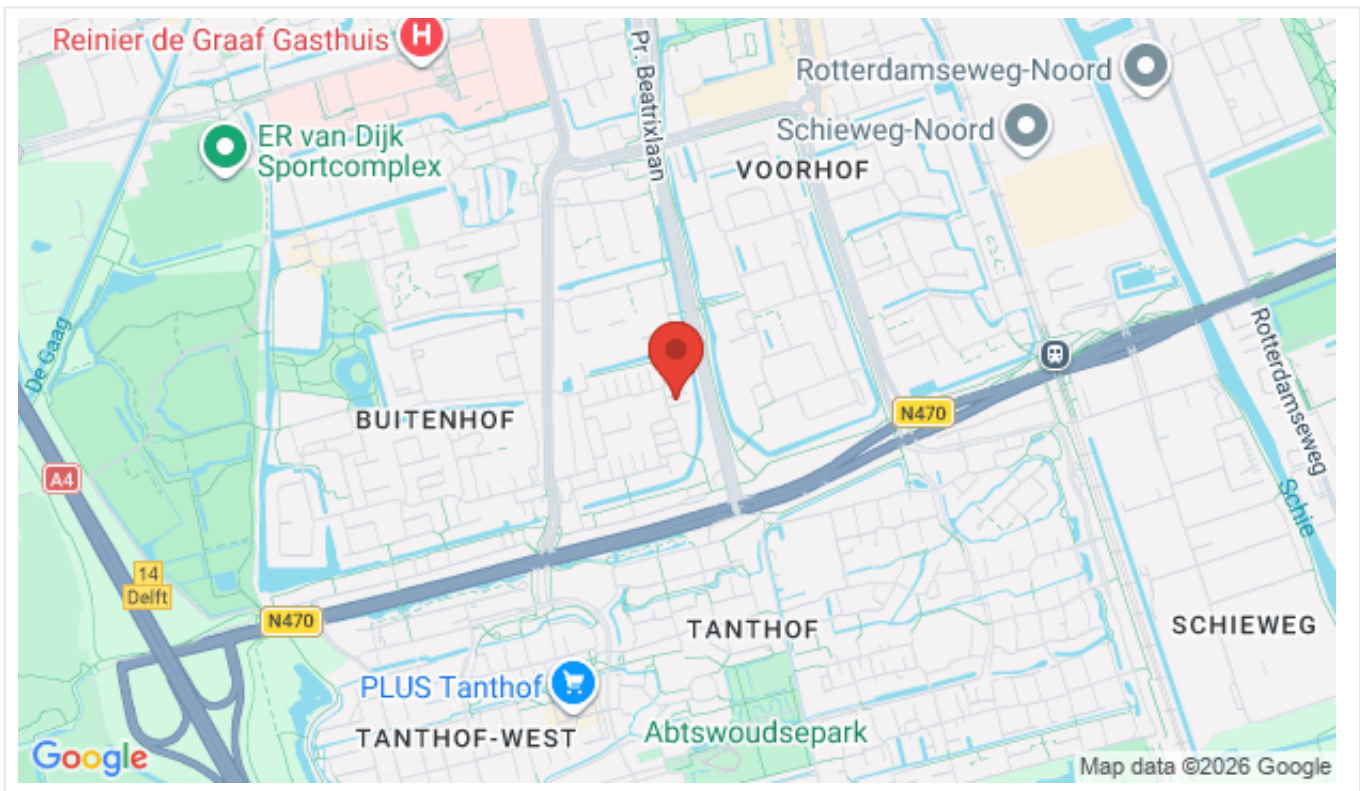 Reinier de Graaf Gasthuis
H
Pr. Beatrixlaan
Rotterdamseweg-Noord
Schieweg-Noord
ER van Dijk
Sportcomplex
VOORHOF
De Gaag
Rotterdamseweg
BUITENHOF
N470
A4
Schie
14
Delft
N470
TANTHOF
SCHIEWEG
PLUS Tanthof
TANTHOF-WEST
Abtswoudsepark
Google
Map data ©2026 Google